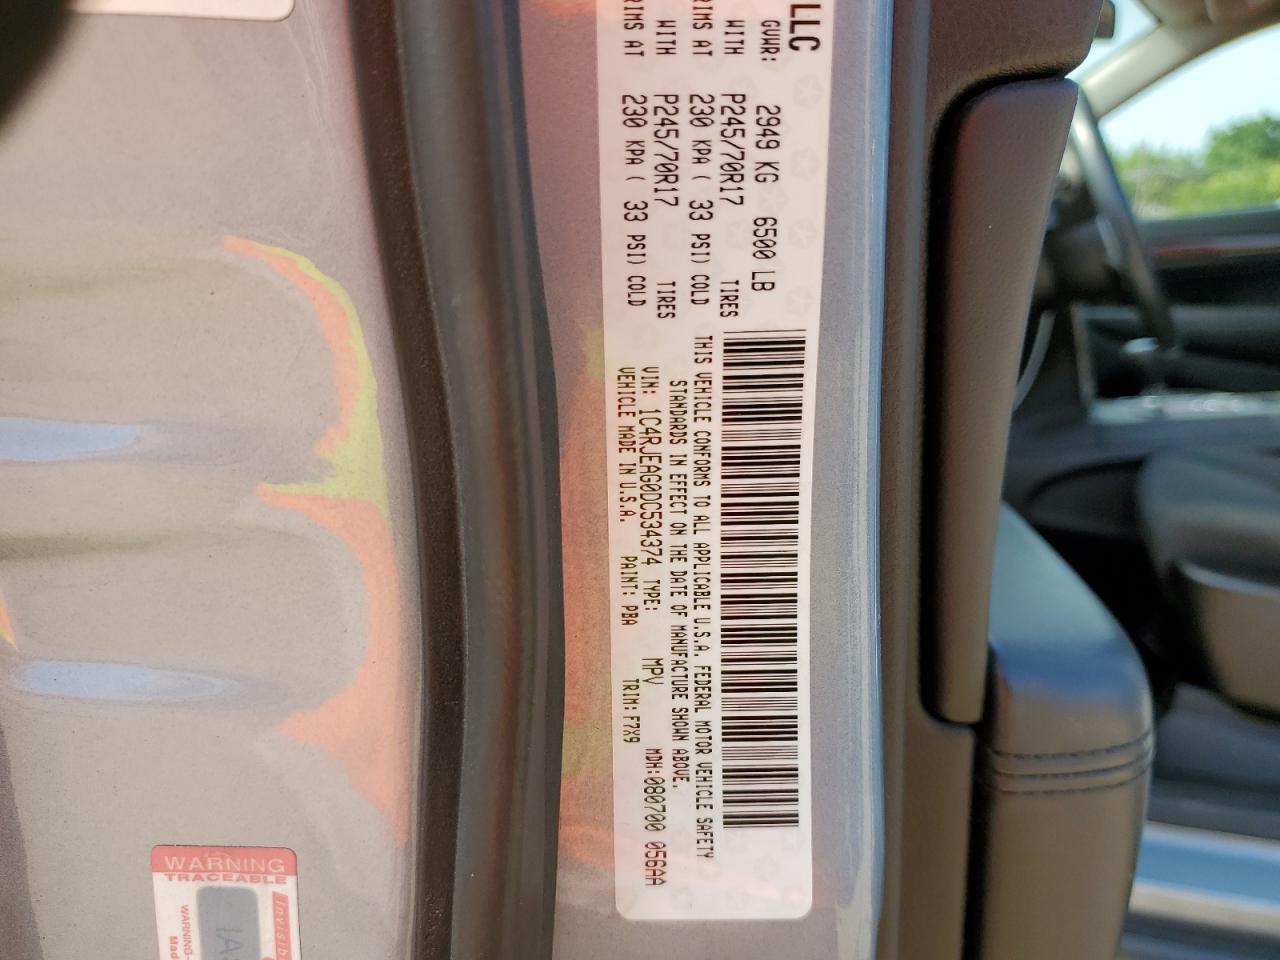 LLC
GVWR: 2949 KG 6500 LB
WITH P245/70R17 TIRES
RIMS AT 230 KPA ( 33 PSI) COLD
WITH P245/70R17 TIRES
RIMS AT 230 KPA ( 33 PSI) COLD
THIS VEHICLE CONFORMS TO ALL APPLICABLE U.S.A. FEDERAL MOTOR VEHICLE SAFETY
STANDARDS IN EFFECT ON THE DATE OF MANUFACTURE SHOWN ABOVE.
VIN: 1C4RJEAG0DC534374 TYPE: MPV MDH:080700 056AA
VEHICLE MADE IN U.S.A. PAINT: PBA TRIM: F7X9
WARNING
TRACEABLE
WARNING-